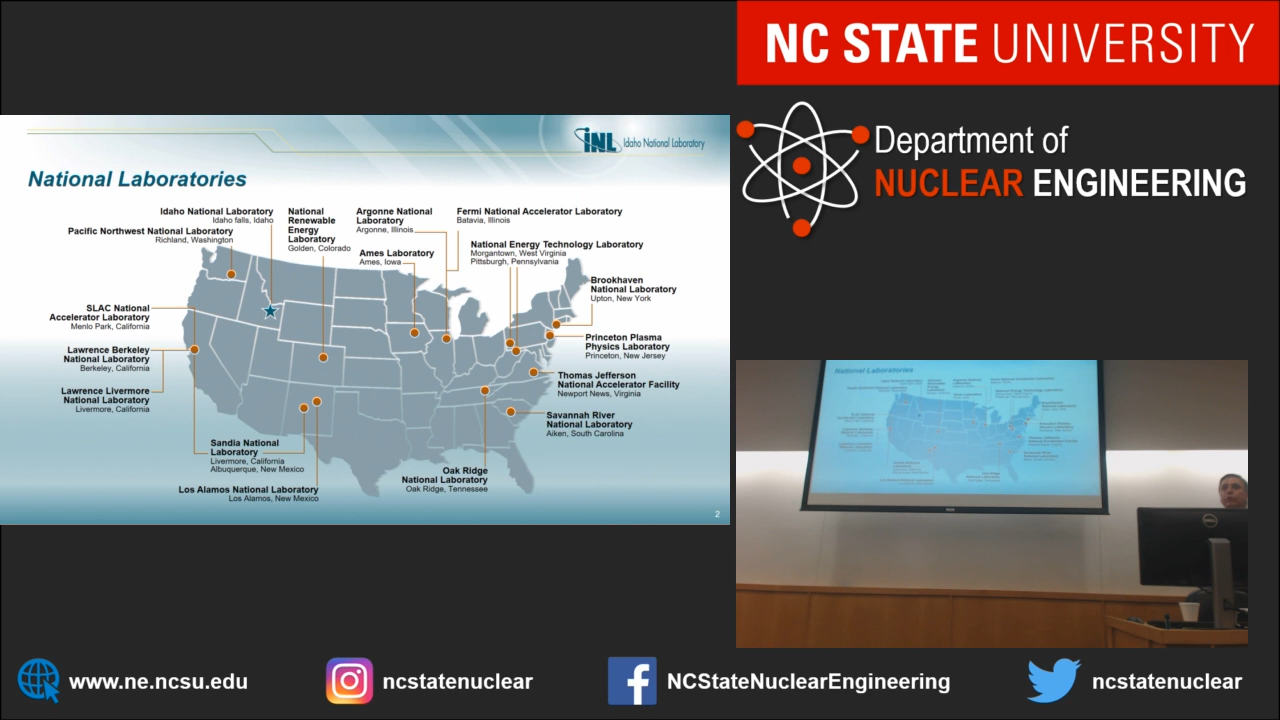 NC STATE UNIVERSITY
Department of
NUCLEAR ENGINEERING
INL Idaho National Laboratory
National Laboratories
Idaho National Laboratory
Idaho falls, Idaho
Pacific Northwest National Laboratory
Richland, Washington
National
Renewable
Energy
Laboratory
Golden, Colorado
Argonne National
Laboratory
Argonne, Illinois
Ames Laboratory
Ames, Iowa
Fermi National Accelerator Laboratory
Batavia, Illinois
National Energy Technology Laboratory
Morgantown, West Virginia
Pittsburgh, Pennsylvania
Brookhaven
National Laboratory
Upton, New York
SLAC National
Accelerator Laboratory
Menlo Park, California
Princeton Plasma
Physics Laboratory
Princeton, New Jersey
Lawrence Berkeley
National Laboratory
Berkeley, California
Thomas Jefferson
National Accelerator Facility
Newport News, Virginia
Lawrence Livermore
National Laboratory
Livermore, California
Savannah River
National Laboratory
Aiken, South Carolina
Sandia National
Laboratory
Livermore, California
Albuquerque, New Mexico
Oak Ridge
National Laboratory
Oak Ridge, Tennessee
Los Alamos National Laboratory
Los Alamos, New Mexico
2
National Laboratories
DELL
www.ne.ncsu.edu
ncstatenuclear
NCStateNuclearEngineering
ncstatenuclear